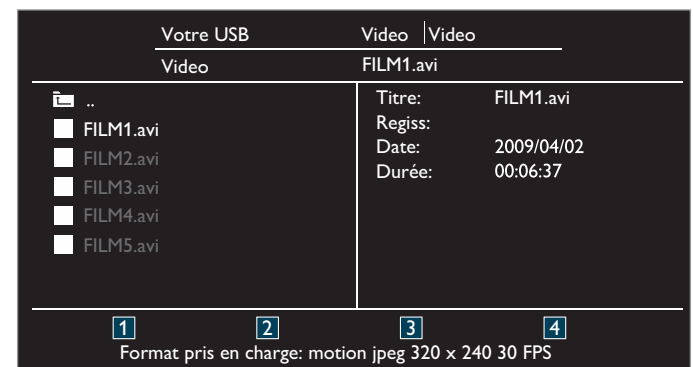 Votre USB Video Video
Video FILM1.avi
..
FILM1.avi
FILM2.avi
FILM3.avi
FILM4.avi
FILM5.avi
Titre: FILM1.avi
Regiss:
Date: 2009/04/02
Durée: 00:06:37
1 2 3 4
Format pris en charge: motion jpeg 320 x 240 30 FPS